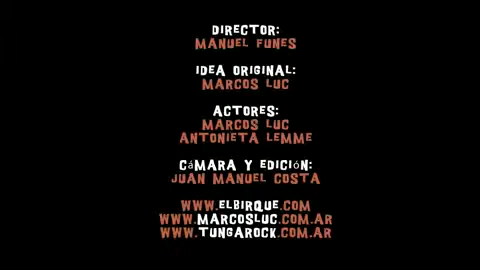 DIRECTOR:
MANUEL FUNES
IDEA ORIGINAL:
MARCOS LUC
ACTORES:
MARCOS LUC
ANTONIETA LEMME
CáMARA Y EDICIóN:
JUAN MANUEL COSTA
WWW.ELBIRQUE.COM
WWW.MARCOSLUC.COM.AR
WWW.TUNGAROCK.COM.AR